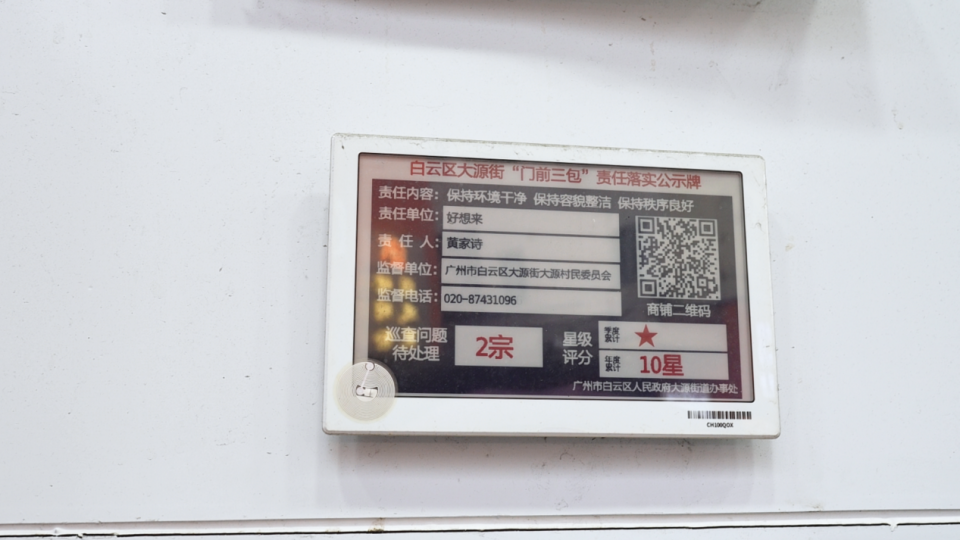 白云区大源街“门前三包”责任落实公示牌
责任内容：保持环境干净 保持容貌整洁 保持秩序良好
责任单位：好想来
责 任 人：黄家诗
监督单位：广州市白云区大源街大源村民委员会
监督电话：020-87431096
商铺二维码
巡查问题
待处理
2宗
星级
评分
季度
累计
★
年度
累计
10星
广州市白云区人民政府大源街道办事处
CH100QOX